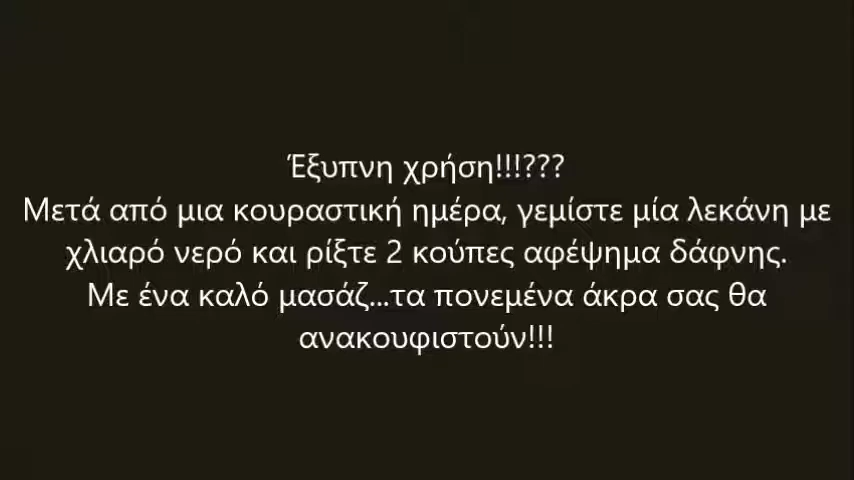 Έξυπνη χρήση!!!???
Μετά από μια κουραστική ημέρα, γεμίστε μία λεκάνη με
χλιαρό νερό και ρίξτε 2 κούπες αφέψημα δάφνης.
Με ένα καλό μασάζ...τα πονεμένα άκρα σας θα
ανακουφιστούν!!!